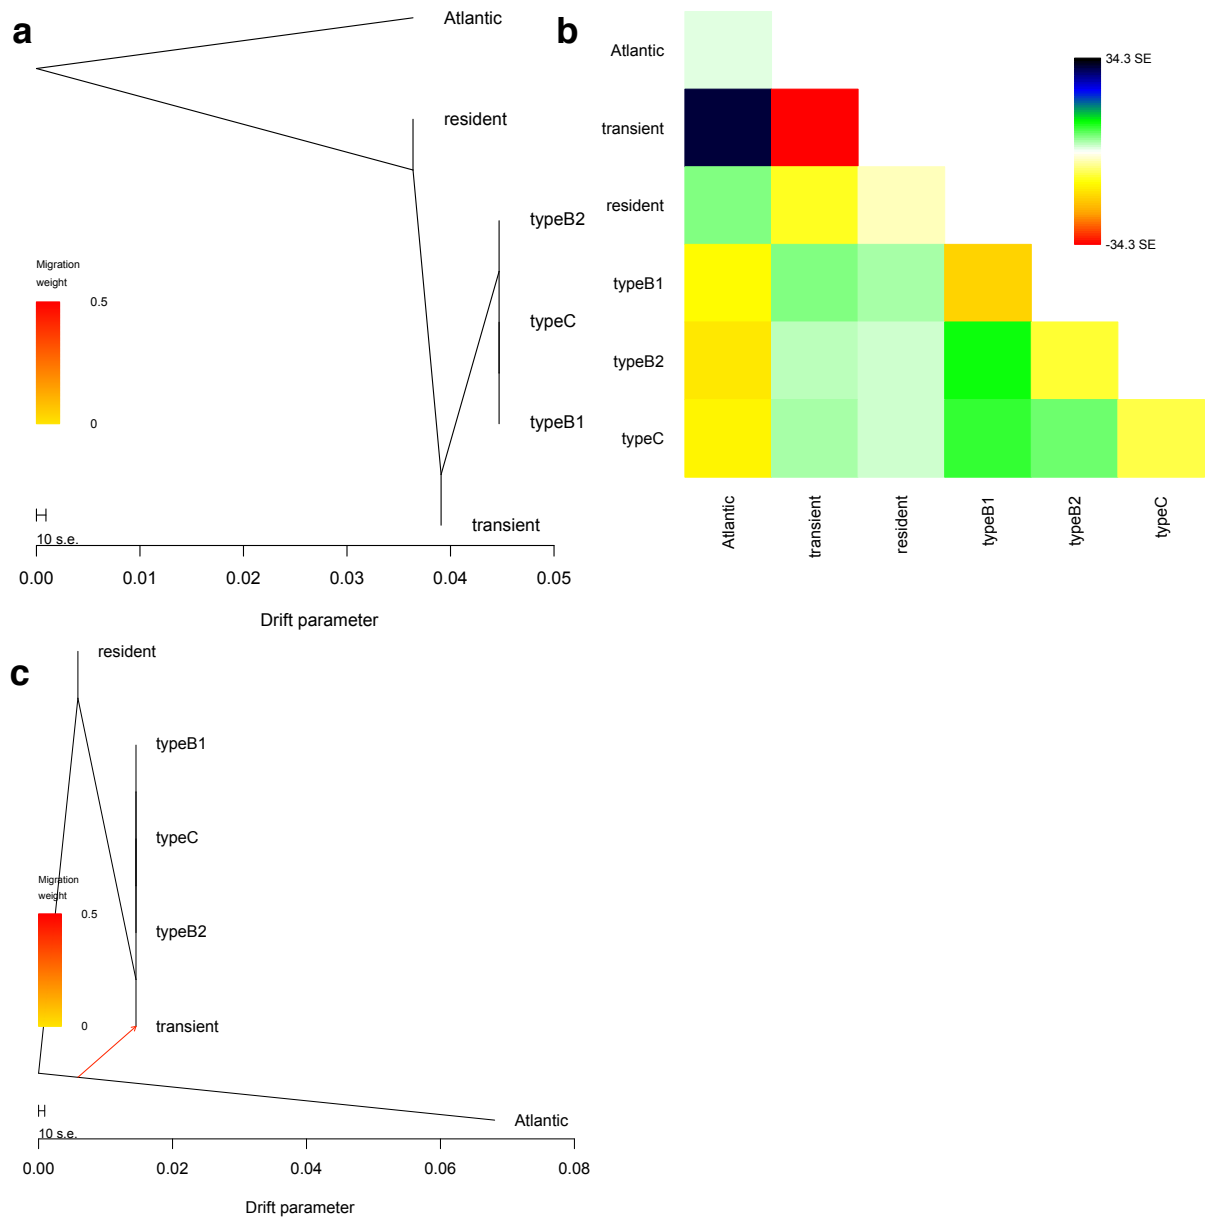 a
Atlantic
resident
typeB2
typeC
typeB1
transient
Migration
weight
0.5
0
10 s.e.
0.00 0.01 0.02 0.03 0.04 0.05
Drift parameter
b
Atlantic
transient
resident
typeB1
typeB2
typeC
34.3 SE
-34.3 SE
Atlantic transient resident typeB1 typeB2 typeC
c
resident
typeB1
typeC
typeB2
transient
Atlantic
Migration
weight
0.5
0
10 s.e.
0.00 0.02 0.04 0.06 0.08
Drift parameter